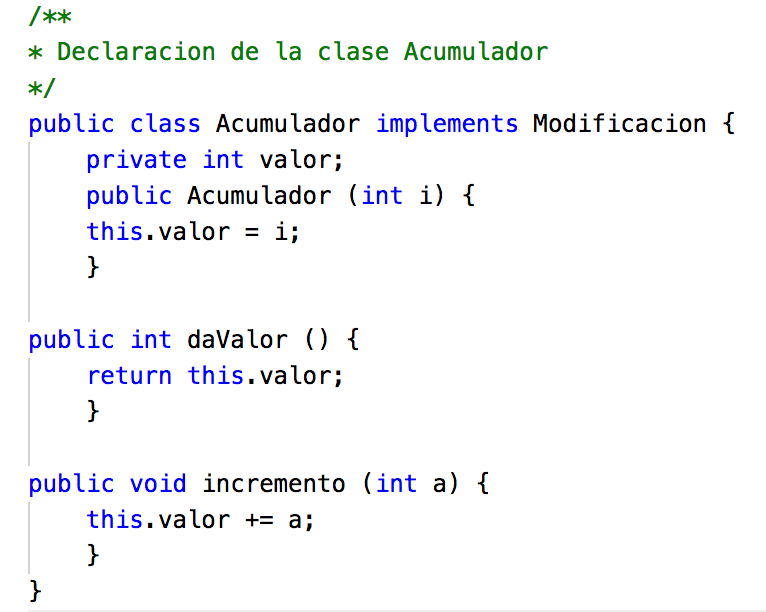 /**
* Declaracion de la clase Acumulador
*/
public class Acumulador implements Modificacion {
    private int valor;
    public Acumulador (int i) {
    this.valor = i;
    }

public int daValor () {
    return this.valor;
    }

public void incremento (int a) {
    this.valor += a;
    }
}